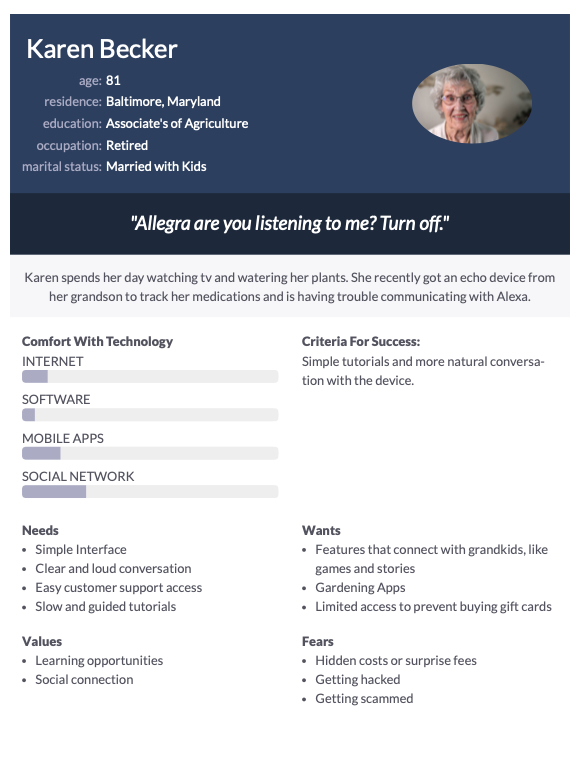 Karen Becker
age: 81
residence: Baltimore, Maryland
education: Associate's of Agriculture
occupation: Retired
marital status: Married with Kids
"Allegra are you listening to me? Turn off."
Karen spends her day watching tv and watering her plants. She recently got an echo device from
her grandson to track her medications and is having trouble communicating with Alexa.
Comfort With Technology
INTERNET
SOFTWARE
MOBILE APPS
SOCIAL NETWORK
Criteria For Success:
Simple tutorials and more natural conversa-
tion with the device.
Needs
• Simple Interface
• Clear and loud conversation
• Easy customer support access
• Slow and guided tutorials
Wants
• Features that connect with grandkids, like
games and stories
• Gardening Apps
• Limited access to prevent buying gift cards
Values
• Learning opportunities
• Social connection
Fears
• Hidden costs or surprise fees
• Getting hacked
• Getting scammed